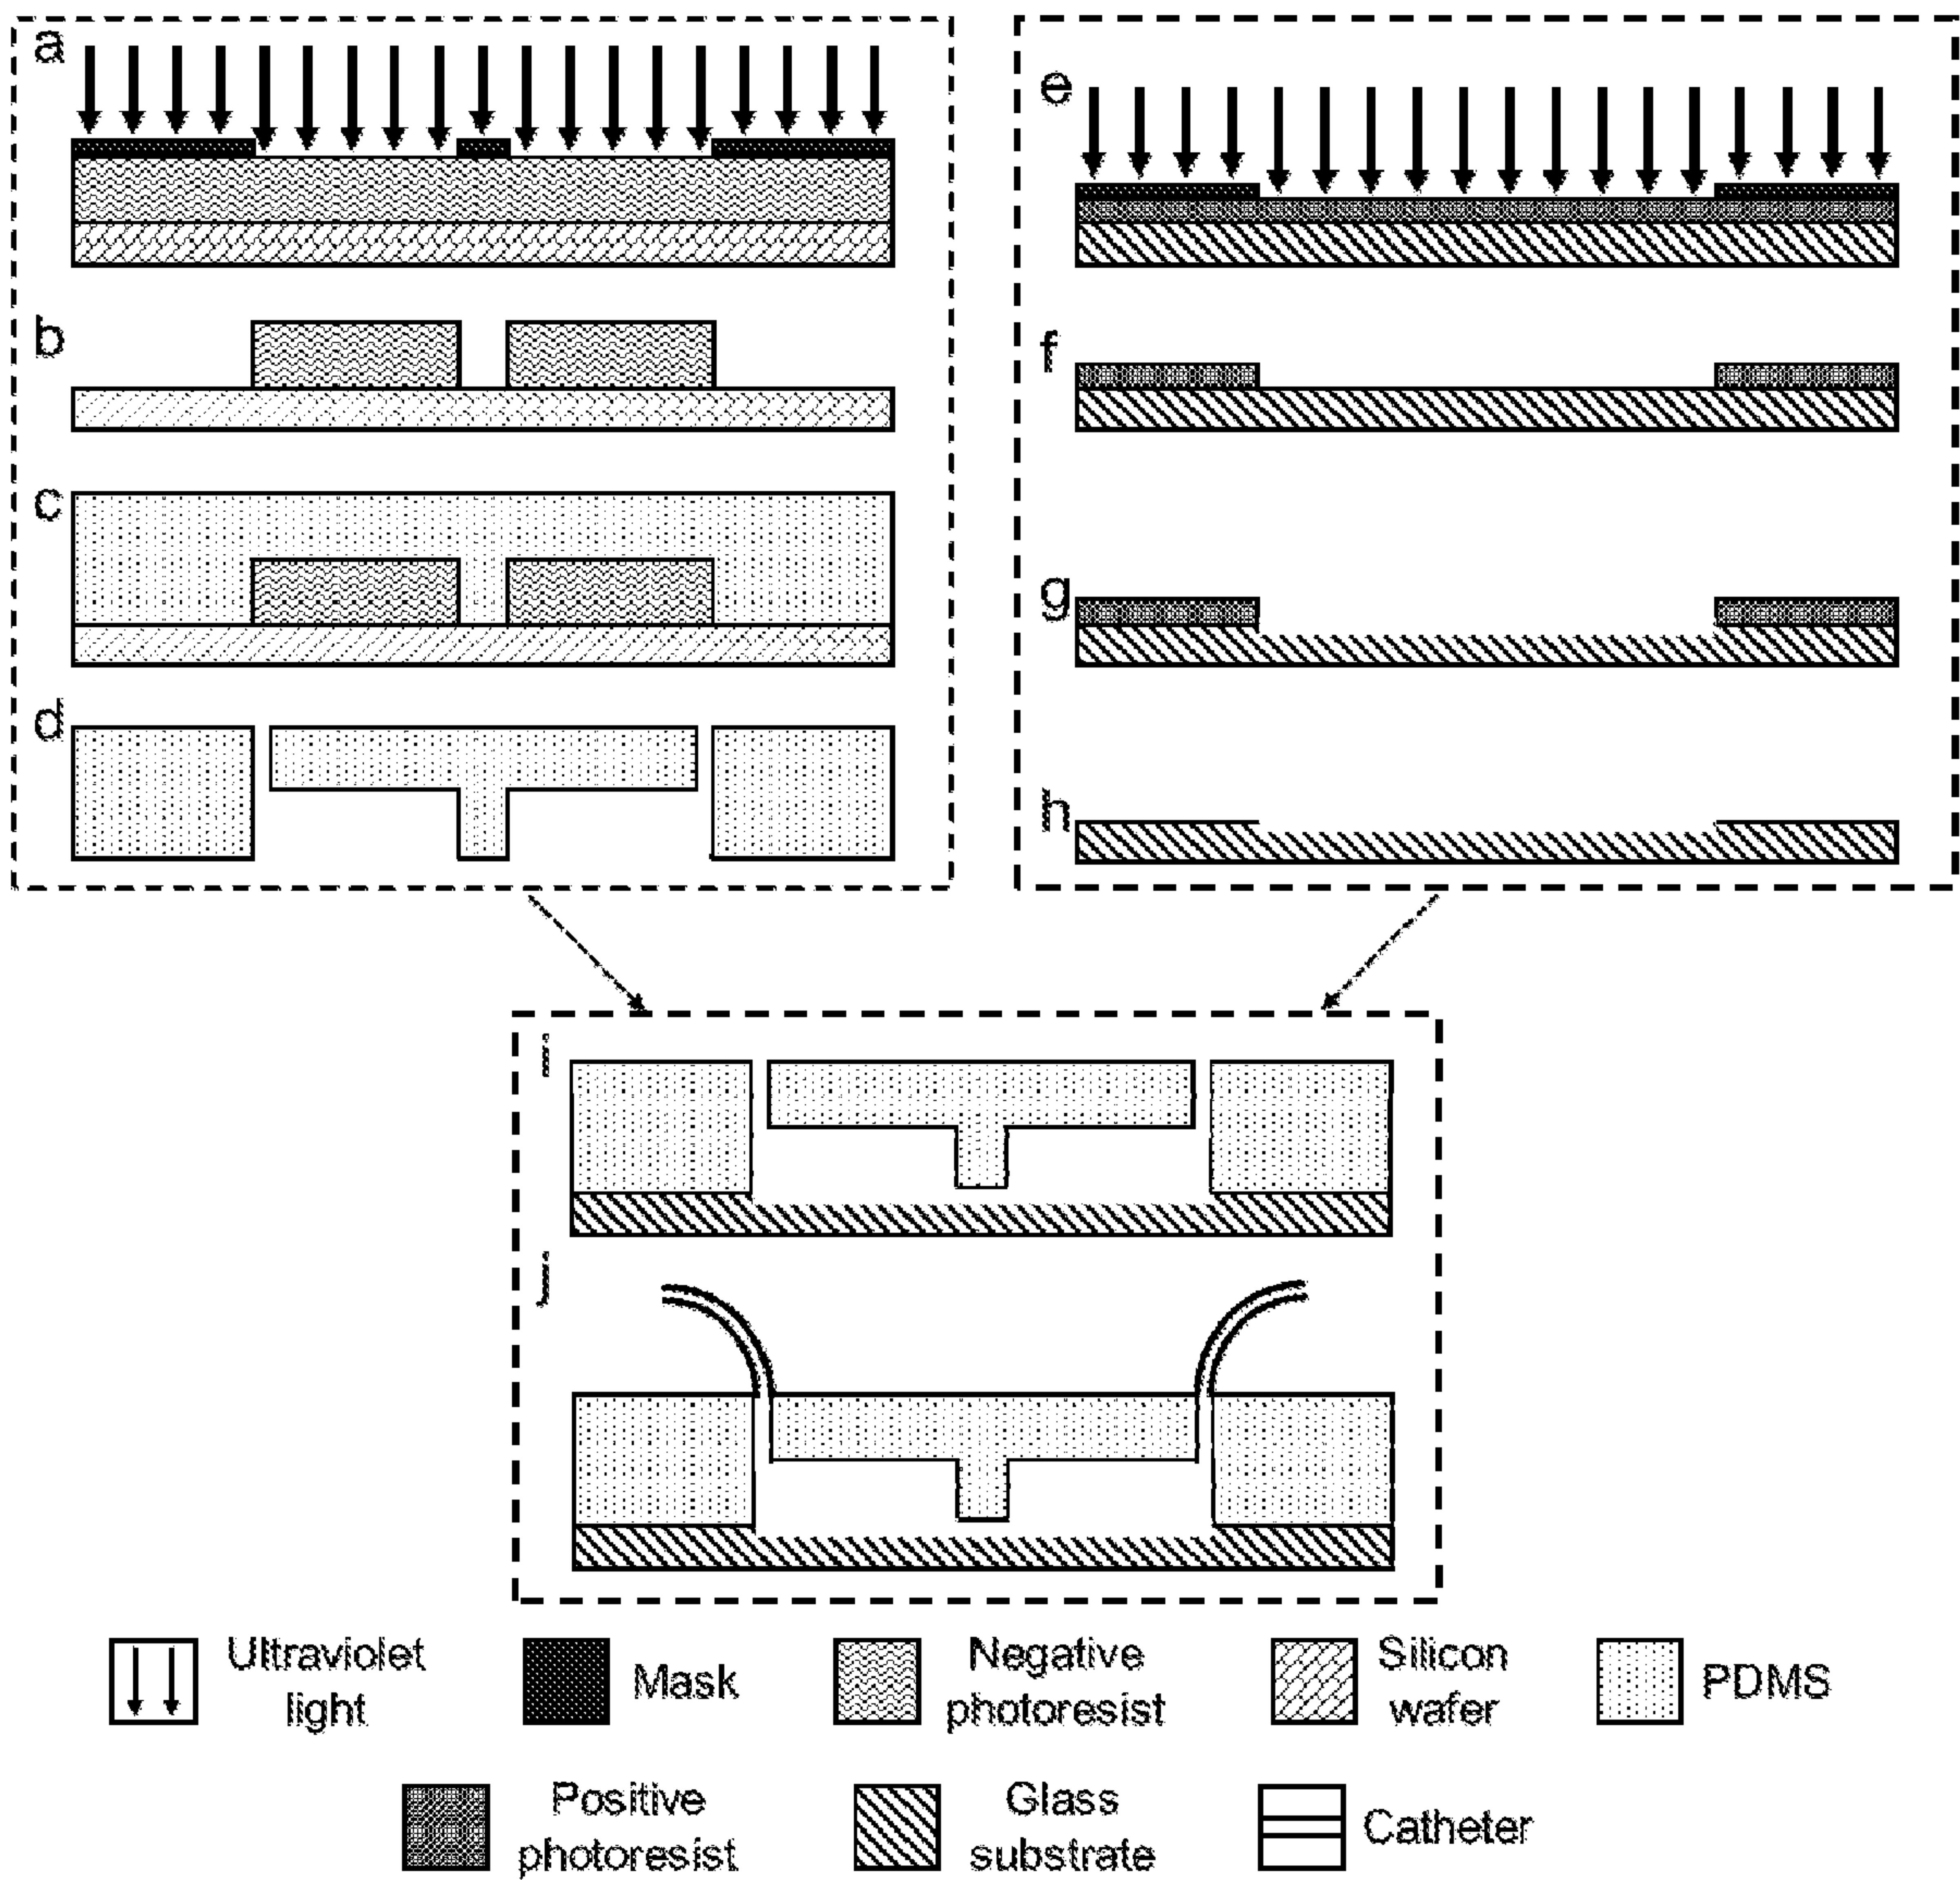 a
b
c
d
e
f
g
h
i
j
Ultraviolet
light
Mask
Negative
photoresist
Silicon
wafer
PDMS
Positive
photoresist
Glass
substrate
Catheter